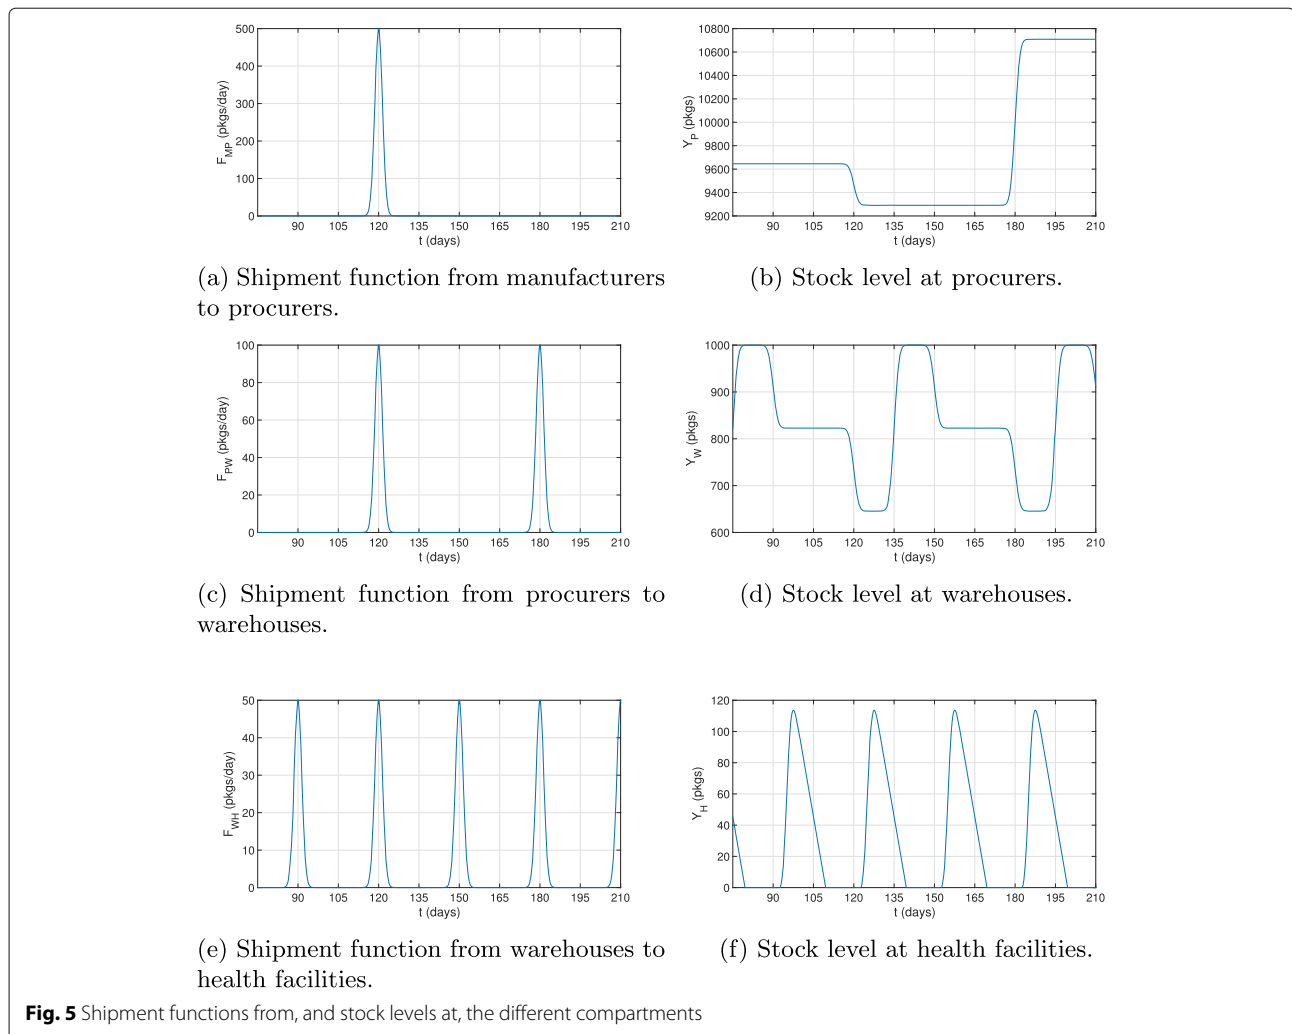 500
400
300
200
100
0
F_MP (pkgs/day)
90 105 120 135 150 165 180 195 210
t (days)
(a) Shipment function from manufacturers
to procurers.
10800
10600
10400
10200
10000
9800
9600
9400
9200
Y_P (pkgs)
90 105 120 135 150 165 180 195 210
t (days)
(b) Stock level at procurers.
100
80
60
40
20
0
F_PW (pkgs/day)
90 105 120 135 150 165 180 195 210
t (days)
(c) Shipment function from procurers to
warehouses.
1000
900
800
700
600
Y_W (pkgs)
90 105 120 135 150 165 180 195 210
t (days)
(d) Stock level at warehouses.
50
40
30
20
10
0
F_WH (pkgs/day)
90 105 120 135 150 165 180 195 210
t (days)
(e) Shipment function from warehouses to
health facilities.
120
100
80
60
40
20
0
Y_H (pkgs)
90 105 120 135 150 165 180 195 210
t (days)
(f) Stock level at health facilities.
Fig. 5 Shipment functions from, and stock levels at, the different compartments